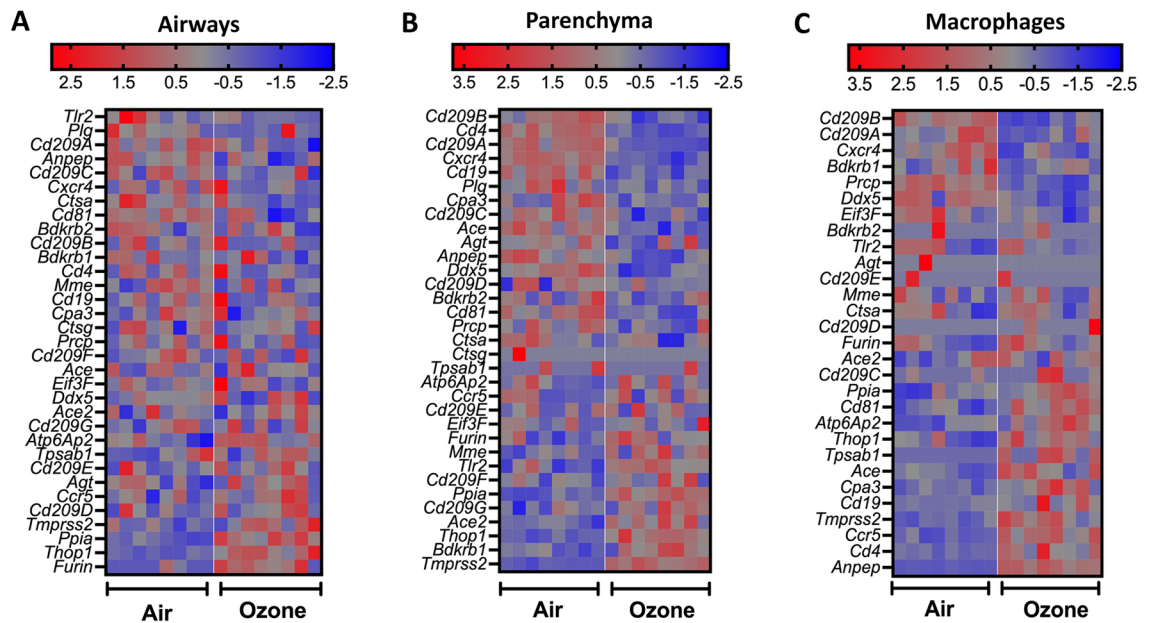 A
Airways
2.5 1.5 0.5 -0.5 -1.5 -2.5
Tlr2
Plg
Cd209A
Anpep
Cd209C
Cxcr4
Ctsa
Cd81
Bdkrb2
Cd209B
Bdkrb1
Cd4
Mme
Cd19
Cpa3
Ctsg
Prcp
Cd209F
Ace
Eif3F
Ddx5
Ace2
Cd209G
Atp6Ap2
Tpsab1
Cd209E
Agt
Ccr5
Cd209D
Tmprss2
Ppia
Thop1
Furin
Air Ozone
B
Parenchyma
3.5 2.5 1.5 0.5 -0.5 -1.5 -2.5
Cd209B
Cd4
Cd209A
Cxcr4
Cd19
Plg
Cpa3
Cd209C
Ace
Agt
Anpep
Ddx5
Cd209D
Bdkrb2
Cd81
Prcp
Ctsa
Ctsg
Tpsab1
Atp6Ap2
Ccr5
Cd209E
Eif3F
Furin
Mme
Tlr2
Cd209F
Ppia
Cd209G
Ace2
Thop1
Bdkrb1
Tmprss2
Air Ozone
C
Macrophages
3.5 2.5 1.5 0.5 -1.5 -2.5
Cd209B
Cd209A
Cxcr4
Bdkrb1
Prcp
Ddx5
Eif3F
Bdkrb2
Tlr2
Agt
Cd209E
Mme
Ctsa
Cd209D
Furin
Ace2
Cd209C
Ppia
Cd81
Atp6Ap2
Thop1
Tpsab1
Ace
Cpa3
Cd19
Tmprss2
Ccr5
Cd4
Anpep
Air Ozone